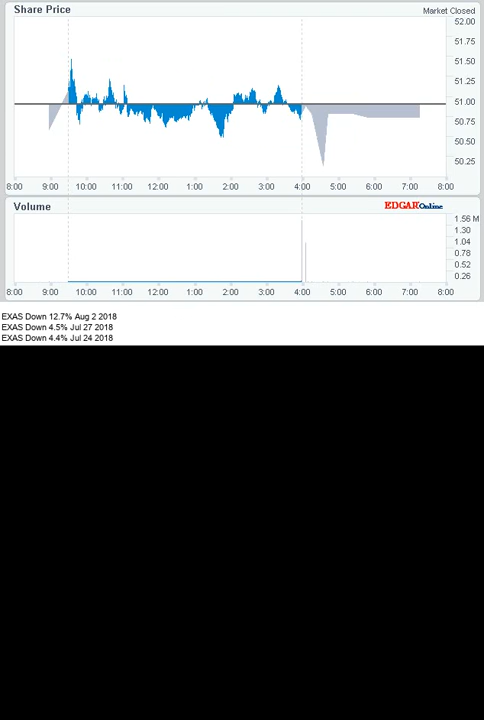 Share Price
Market Closed
52.00
51.75
51.50
51.25
51.00
50.75
50.50
50.25
8:00 9:00 10:00 11:00 12:00 1:00 2:00 3:00 4:00 5:00 6:00 7:00 8:00
Volume
EDGAR Online
1.56 M
1.30
1.04
0.78
0.52
0.26
8:00 9:00 10:00 11:00 12:00 1:00 2:00 3:00 4:00 5:00 6:00 7:00 8:00
EXAS Down 12.7% Aug 2 2018
EXAS Down 4.5% Jul 27 2018
EXAS Down 4.4% Jul 24 2018